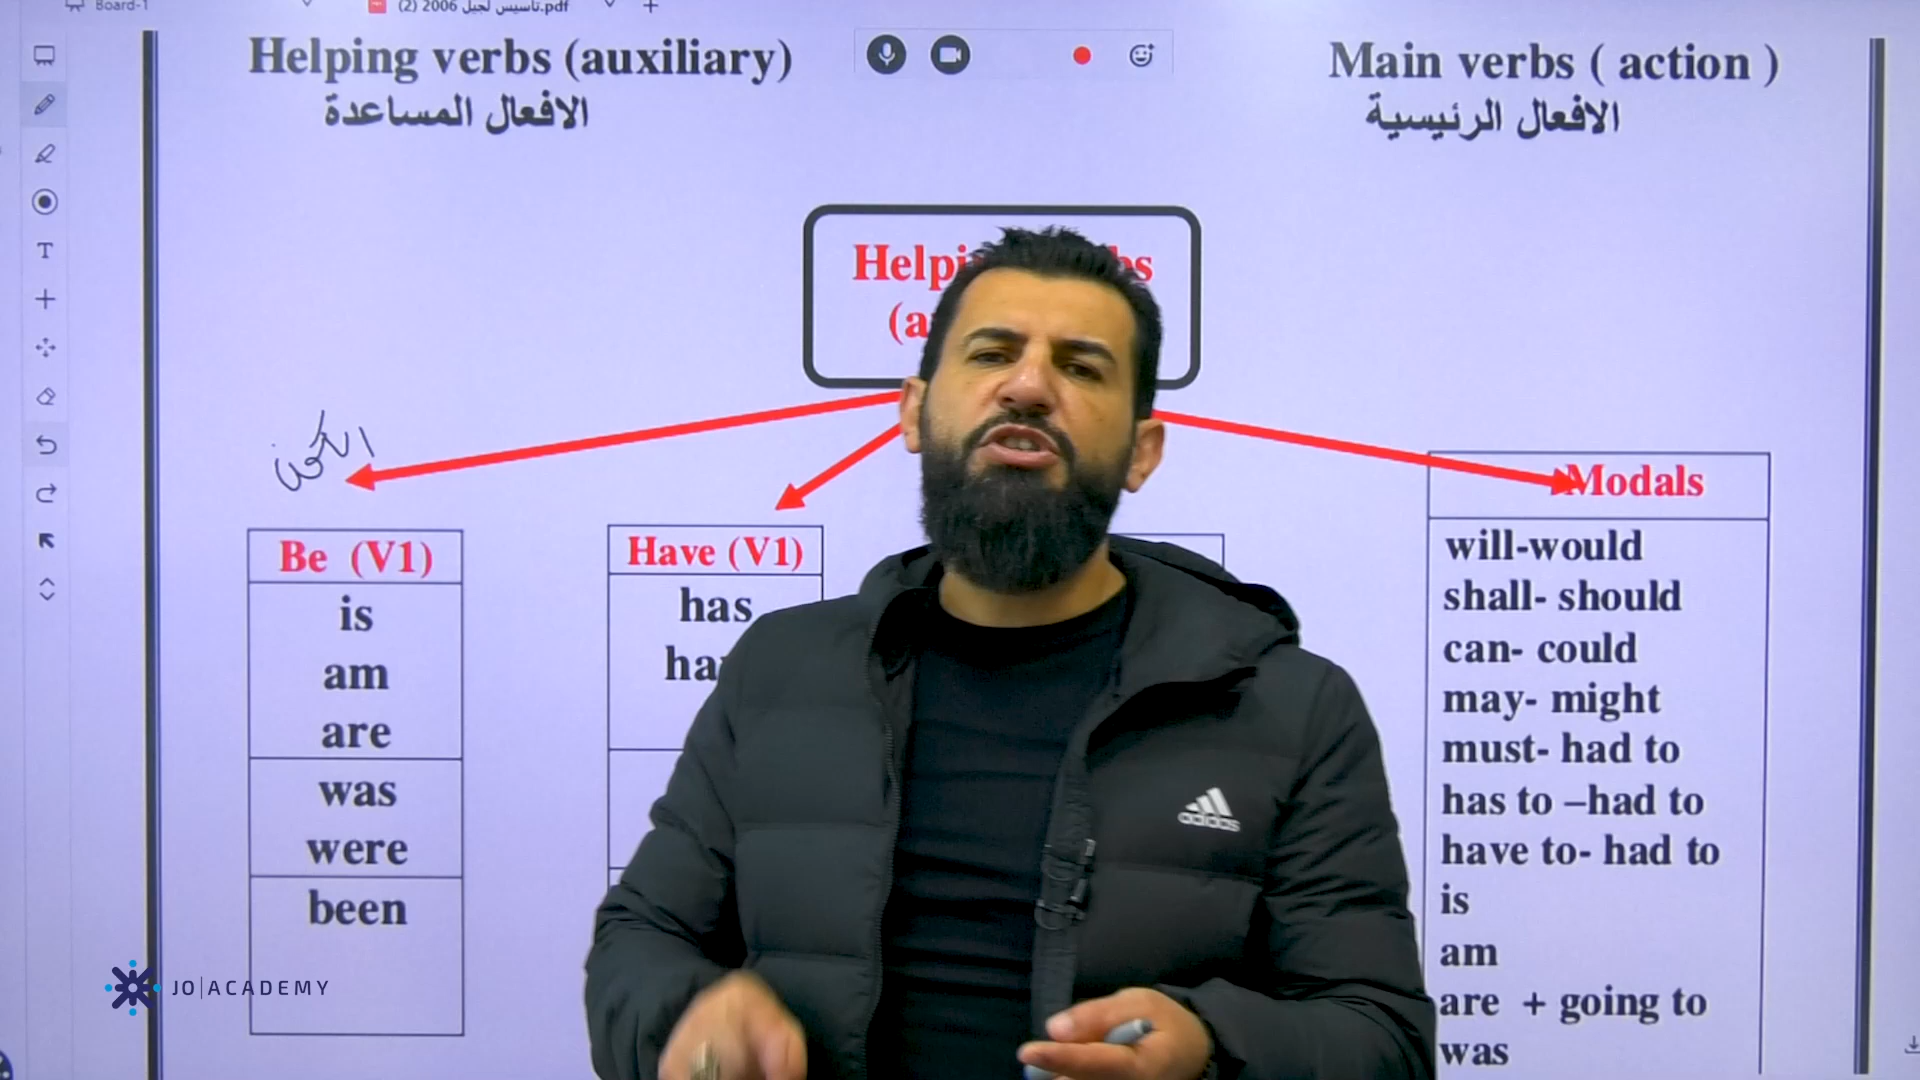 Board-1
(2) 2006 تاسيس لجيل.pdf
Helping verbs (auxiliary)
الافعال المساعدة
Main verbs ( action )
الافعال الرئيسية
Be (V1)
is
am
are
was
were
been
Have (V1)
has
Modals
will-would
shall- should
can- could
may- might
must- had to
has to –had to
have to- had to
is
am
are + going to
was
adidas
JO|ACADEMY